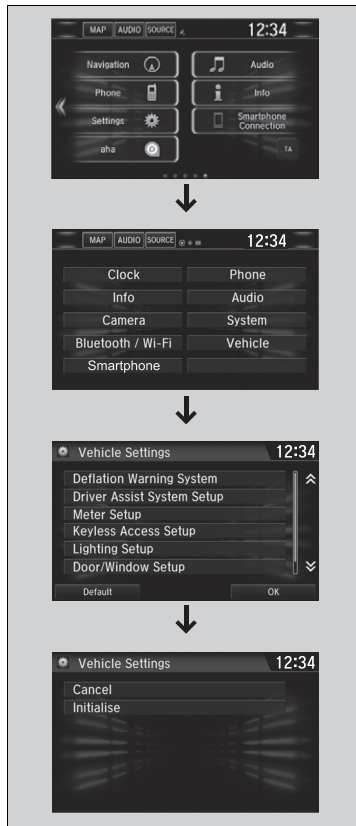 MAP AUDIO SOURCE 12:34
Navigation Audio
Phone Info
Settings Smartphone Connection
aha TA
MAP AUDIO SOURCE 12:34
Clock Phone
Info Audio
Camera System
Bluetooth / Wi-Fi Vehicle
Smartphone
Vehicle Settings 12:34
Deflation Warning System
Driver Assist System Setup
Meter Setup
Keyless Access Setup
Lighting Setup
Door/Window Setup
Default OK
Vehicle Settings 12:34
Cancel
Initialise